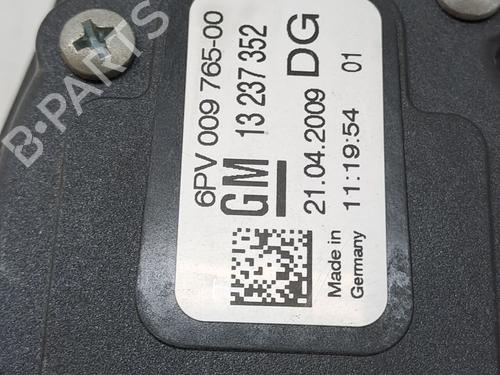 6PV 009 765-00
GM 13 237 352
21.04.2009 DG
11:19:54 01
Made in
Germany
B-PARTS